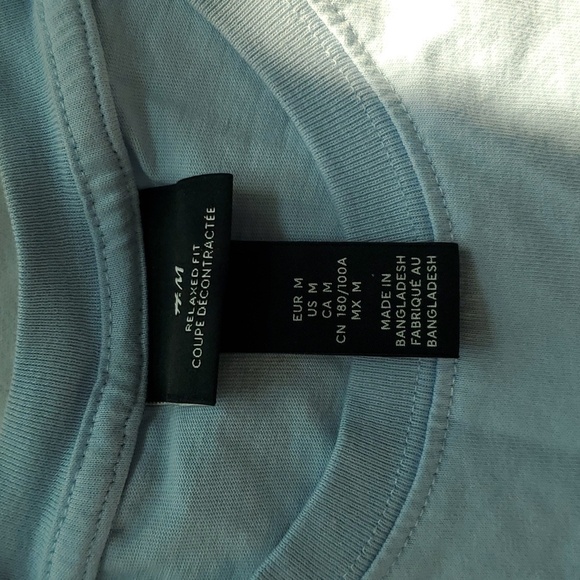 RELAXED FIT
COUPE DÉCONTRACTÉE
EUR M
US M
CA M
CN 180/100A
MX M
MADE IN
BANGLADESH
FABRIQUÉ AU
BANGLADESH